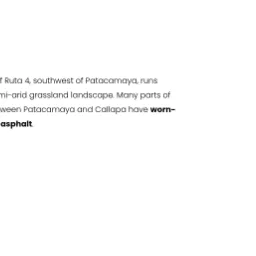 f Ruta 4, southwest of Patacamaya, runs
mi-arid grassland landscape. Many parts of
ween Patacamaya and Callapa have worn-
asphalt.